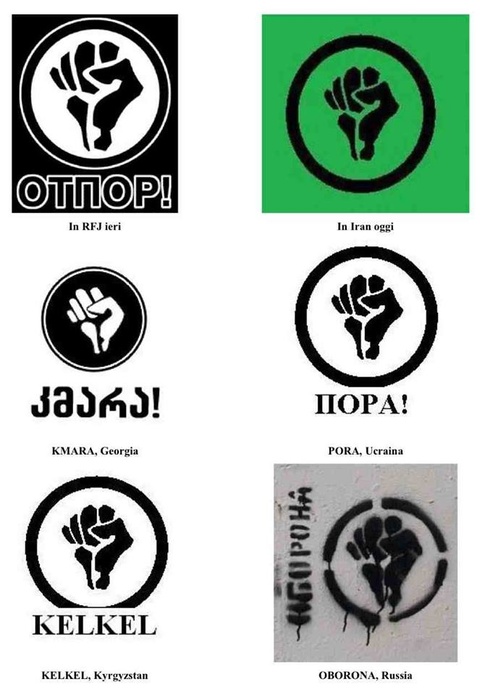 ОТПОР!
In RFJ ieri
In Iran oggi
კმარა!
KMARA, Georgia
ПОРА!
PORA, Ucraina
KELKEL
KELKEL, Kyrgyzstan
ОБОРОНА
OBORONA, Russia